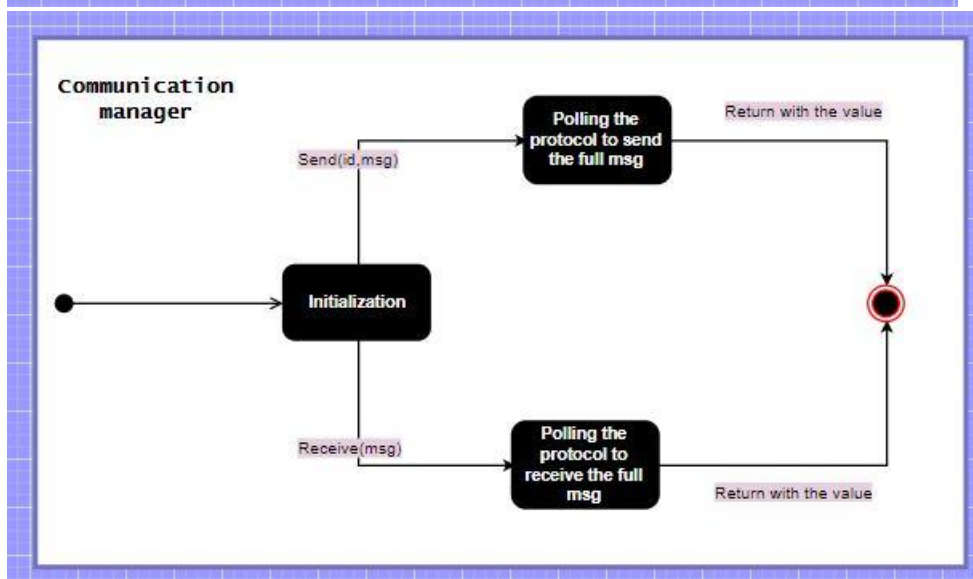 Communication
manager
Polling the
protocol to send
the full msg
Return with the value
Send(id,msg)
Initialization
Receive(msg)
Polling the
protocol to
receive the full
msg
Return with the value